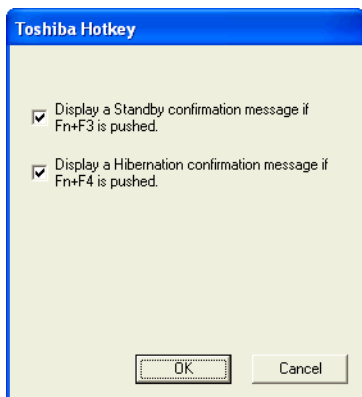 Toshiba Hotkey
Display a Standby confirmation message if
Fn+F3 is pushed.
Display a Hibernation confirmation message if
Fn+F4 is pushed.
OK
Cancel